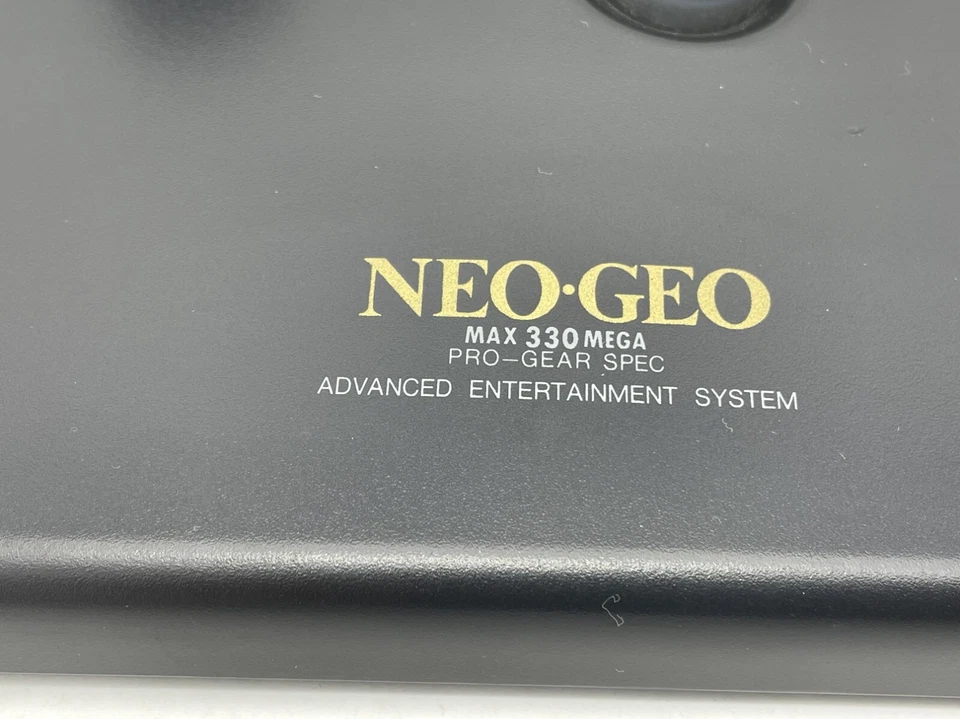 NEO·GEO
MAX 330 MEGA
PRO-GEAR SPEC
ADVANCED ENTERTAINMENT SYSTEM